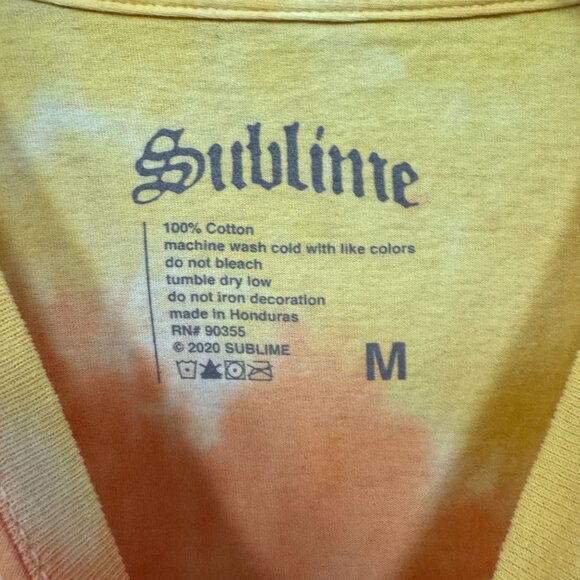 Sublime
100% Cotton
machine wash cold with like colors
do not bleach
tumble dry low
do not iron decoration
made in Honduras
RN# 90355
© 2020 SUBLIME
M